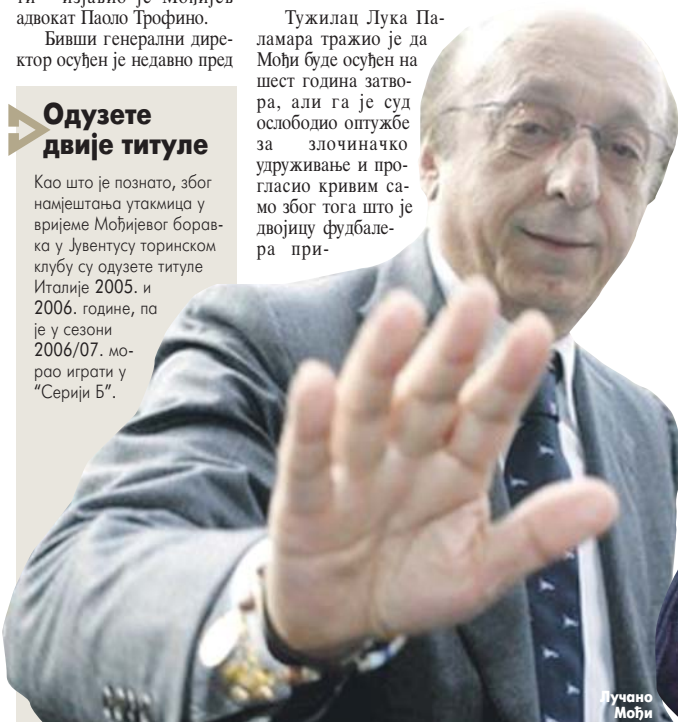 ти – изјавио је Мођијев
адвокат Паоло Трофино.
Бивши генерални дире-
ктор осуђен је недавно пред
Одузете
двије титуле
Као што је познато, због
намјештања утакмица у
вријеме Мођијевог борав-
ка у Јувентусу торинском
клубу су одузете титуле
Италије 2005. и
2006. године, па
је у сезони
2006/07. мо-
рао играти у
"Серији Б".
Тужилац Лука Па-
ламара тражио је да
Мођи буде осуђен на
шест година затво-
ра, али га је суд
ослободио оптужбе
за злочиначко
удруживање и про-
гласио кривим са-
мо због тога што је
двојицу фудбале-
ра при-
Лучано
Мођи